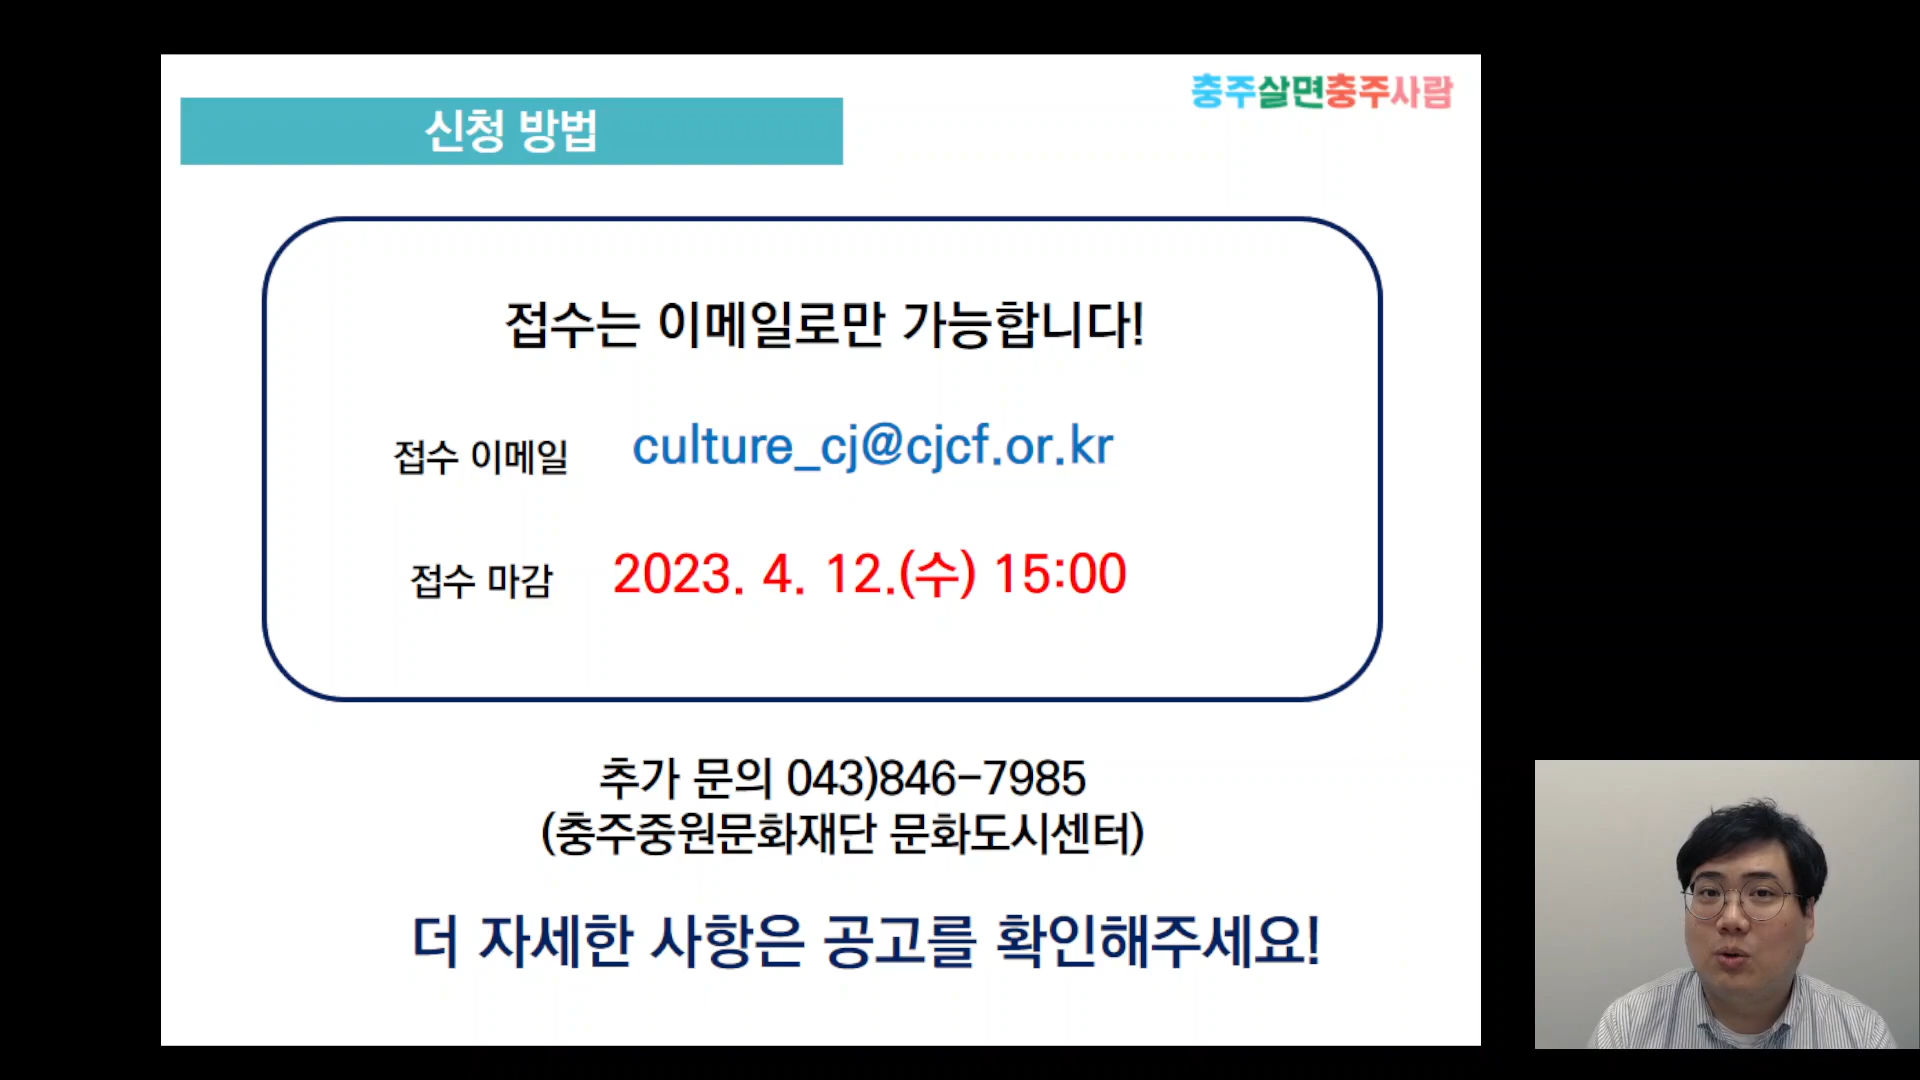 충주살면충주사람
신청 방법
접수는 이메일로만 가능합니다!
접수 이메일 culture_cj@cjcf.or.kr
접수 마감 2023. 4. 12.(수) 15:00
추가 문의 043)846-7985
(충주중원문화재단 문화도시센터)
더 자세한 사항은 공고를 확인해주세요!